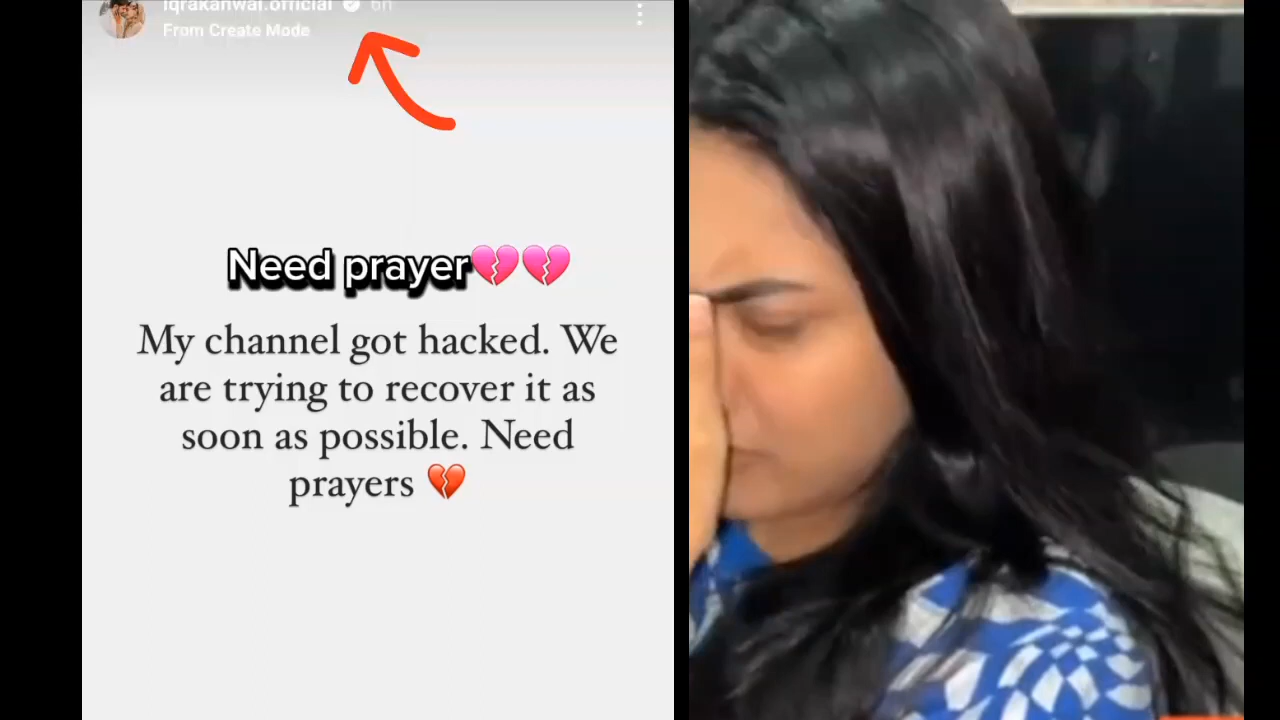 iqrakanwal.official 6h
From Create Mode
Need prayer💔💔
My channel got hacked. We
are trying to recover it as
soon as possible. Need
prayers 💔